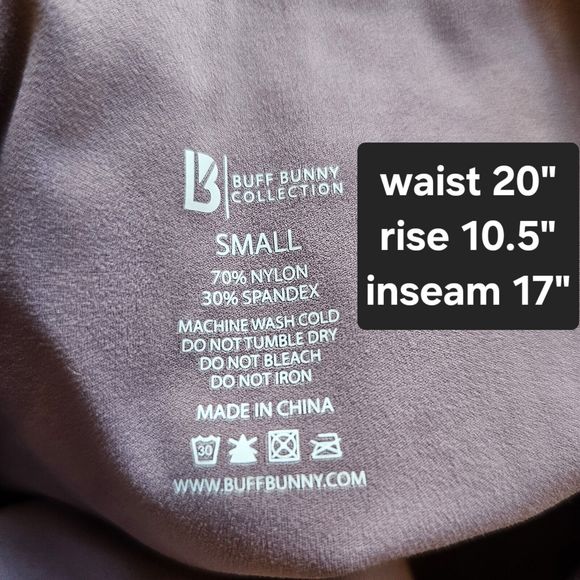 BUFF BUNNY
COLLECTION
SMALL
70% NYLON
30% SPANDEX
MACHINE WASH COLD
DO NOT TUMBLE DRY
DO NOT BLEACH
DO NOT IRON
MADE IN CHINA
30
WWW.BUFFBUNNY.COM
waist 20"
rise 10.5"
inseam 17"